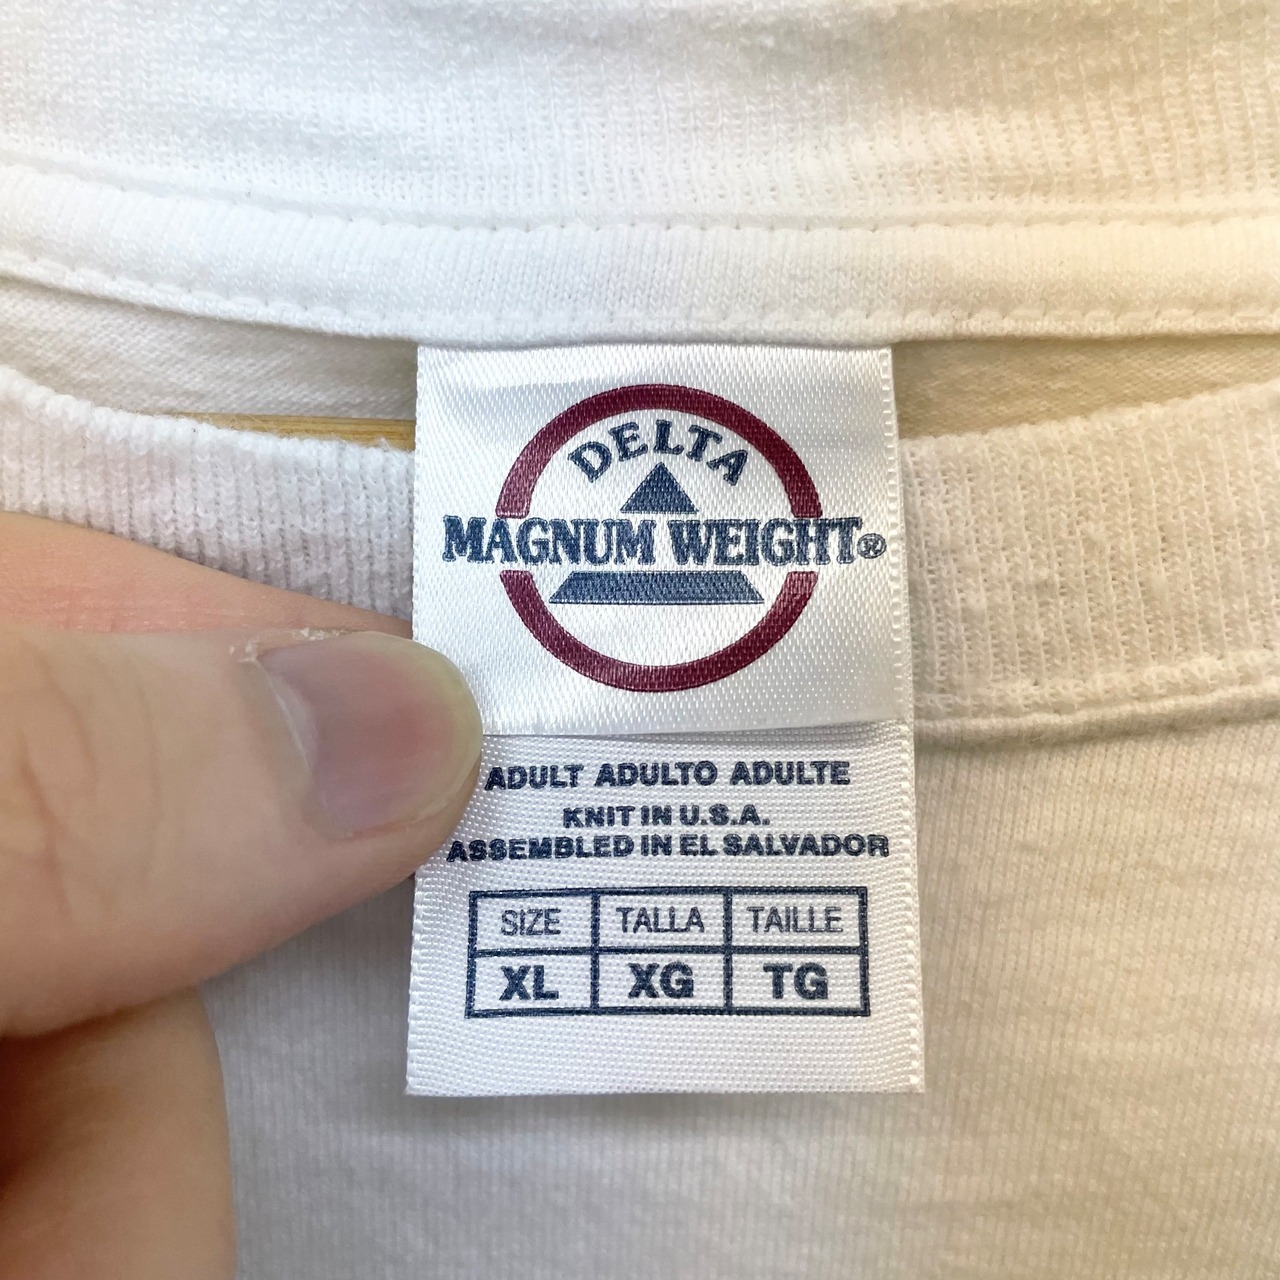 DELTA
MAGNUM WEIGHT®
ADULT ADULTO ADULTE
KNIT IN U.S.A.
ASSEMBLED IN EL SALVADOR
SIZE TALLA TAILLE
XL XG TG